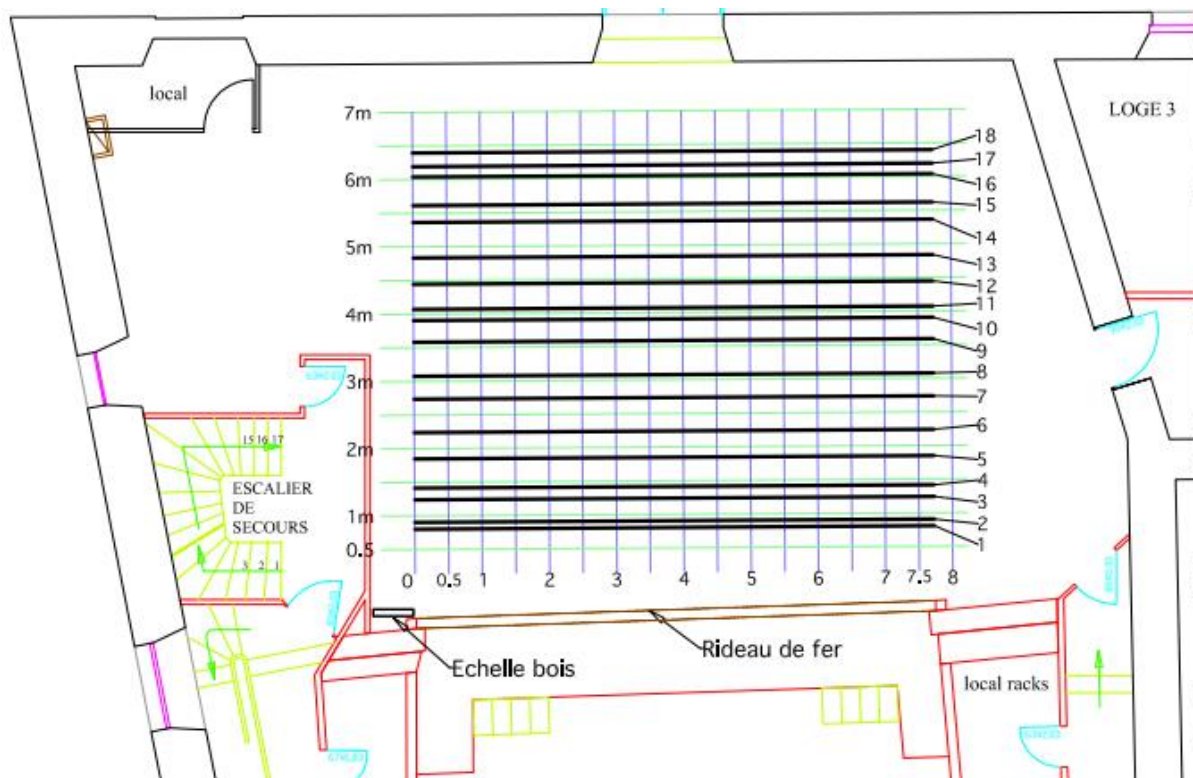 local
LOGE 3
7m
6m
5m
4m
3m
2m
1m
0.5
18
17
16
15
14
13
12
11
10
9
8
7
6
5
4
3
2
1
15 16 17
ESCALIER
DE
SECOURS
3 2 1
0 0.5 1 2 3 4 5 6 7 7.5 8
Echelle bois
Rideau de fer
local racks